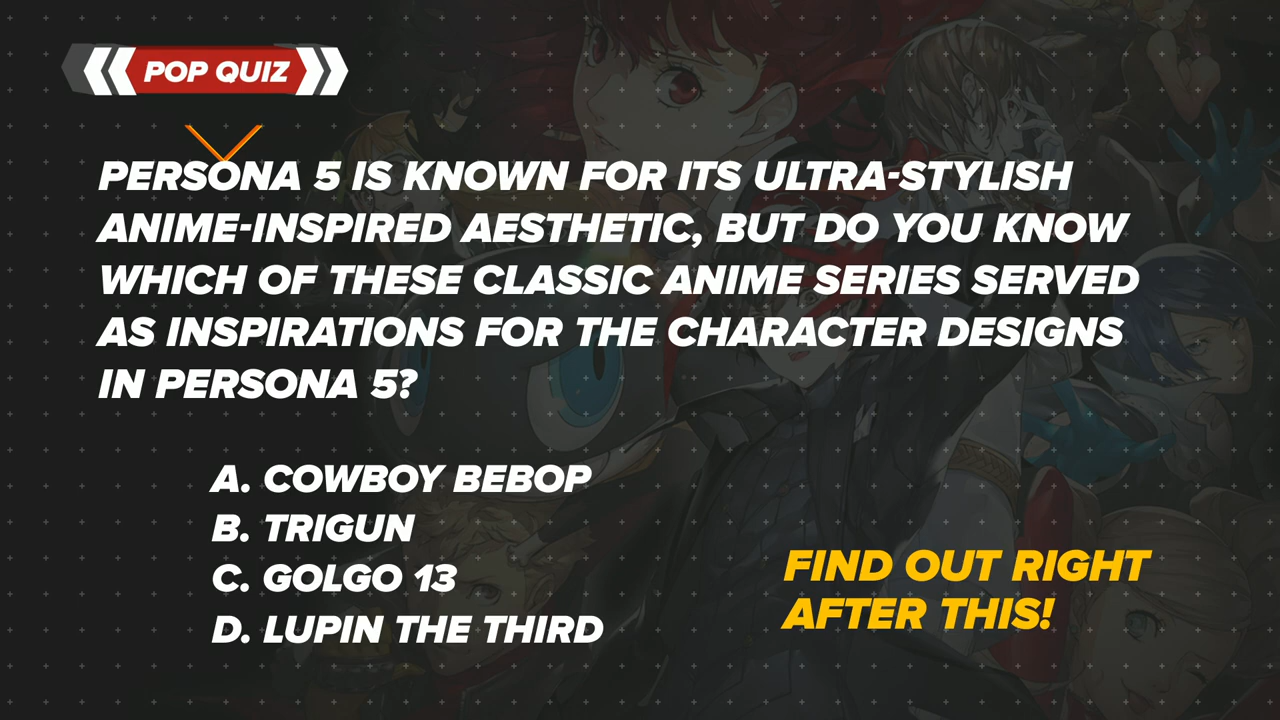 POP QUIZ
PERSONA 5 IS KNOWN FOR ITS ULTRA-STYLISH
ANIME-INSPIRED AESTHETIC, BUT DO YOU KNOW
WHICH OF THESE CLASSIC ANIME SERIES SERVED
AS INSPIRATIONS FOR THE CHARACTER DESIGNS
IN PERSONA 5?
A. COWBOY BEBOP
B. TRIGUN
C. GOLGO 13
D. LUPIN THE THIRD
FIND OUT RIGHT
AFTER THIS!